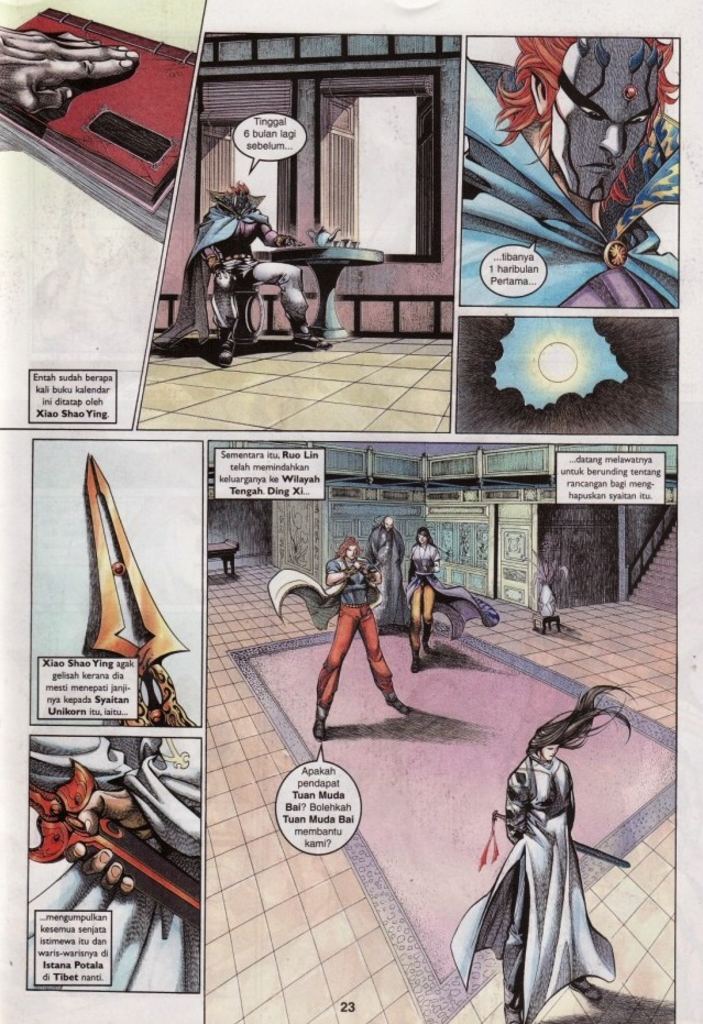 Tinggal
6 bulan lagi
sebelum...
...tibanya
1 haribulan
Pertama...
Entah sudah berapa
kali buku kalendar
ini ditatap oleh
Xiao Shao Ying.
Xiao Shao Ying agak
gelisah kerana dia
mesti menepati janji-
nya kepada Syaitan
Unikorn itu, iaitu...
...mengumpulkan
kesemua senjata
istimewa itu dan
waris-warisnya di
Istana Potala
di Tibet nanti.
Sementara itu, Ruo Lin
telah memindahkan
keluarganya ke Wilayah
Tengah. Ding Xi...
...datang melawatnya
untuk berunding tentang
rancangan bagi meng-
hapuskan syaitan itu.
Apakah
pendapat
Tuan Muda
Bai? Bolehkah
Tuan Muda Bai
membantu
kami?
23